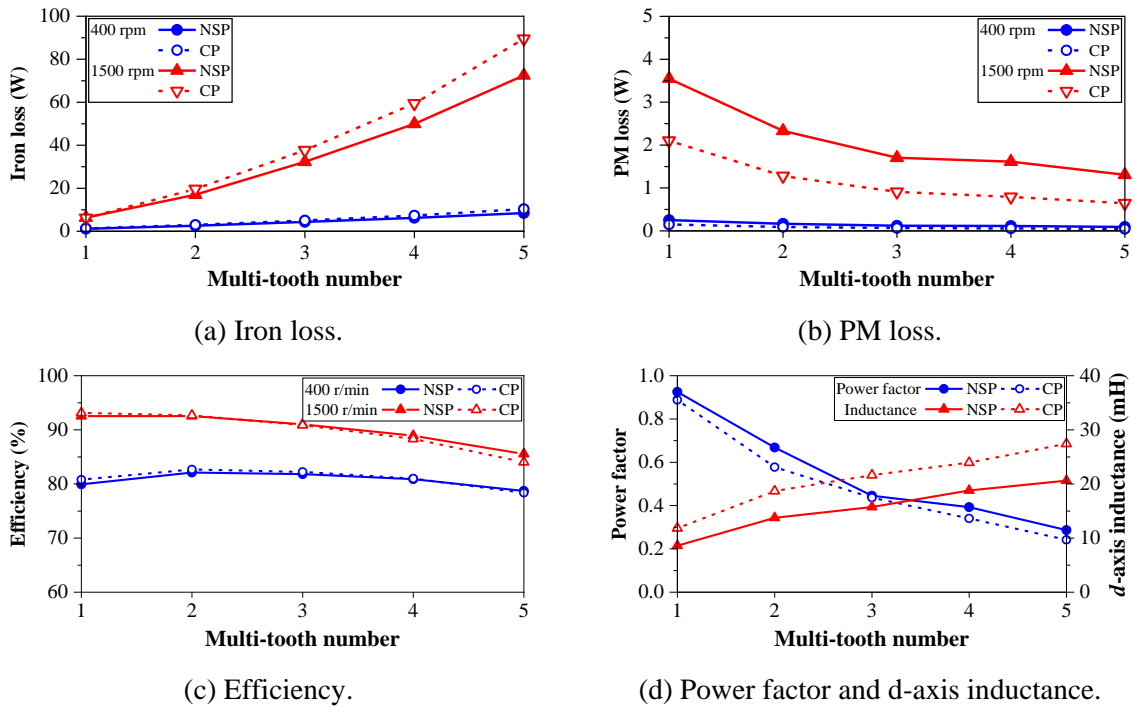 400 rpm NSP
CP
1500 rpm NSP
CP
100
80
60
40
20
0
Iron loss (W)
1 2 3 4 5
Multi-tooth number
(a) Iron loss.
400 rpm NSP
CP
1500 rpm NSP
CP
5
4
3
2
1
0
PM loss (W)
1 2 3 4 5
Multi-tooth number
(b) PM loss.
400 r/min NSP CP
1500 r/min NSP CP
100
90
80
70
60
Efficiency (%)
1 2 3 4 5
Multi-tooth number
(c) Efficiency.
Power factor NSP CP
Inductance NSP CP
1.0
0.8
0.6
0.4
0.2
0.0
Power factor
40
30
20
10
0
d-axis inductance (mH)
1 2 3 4 5
Multi-tooth number
(d) Power factor and d-axis inductance.